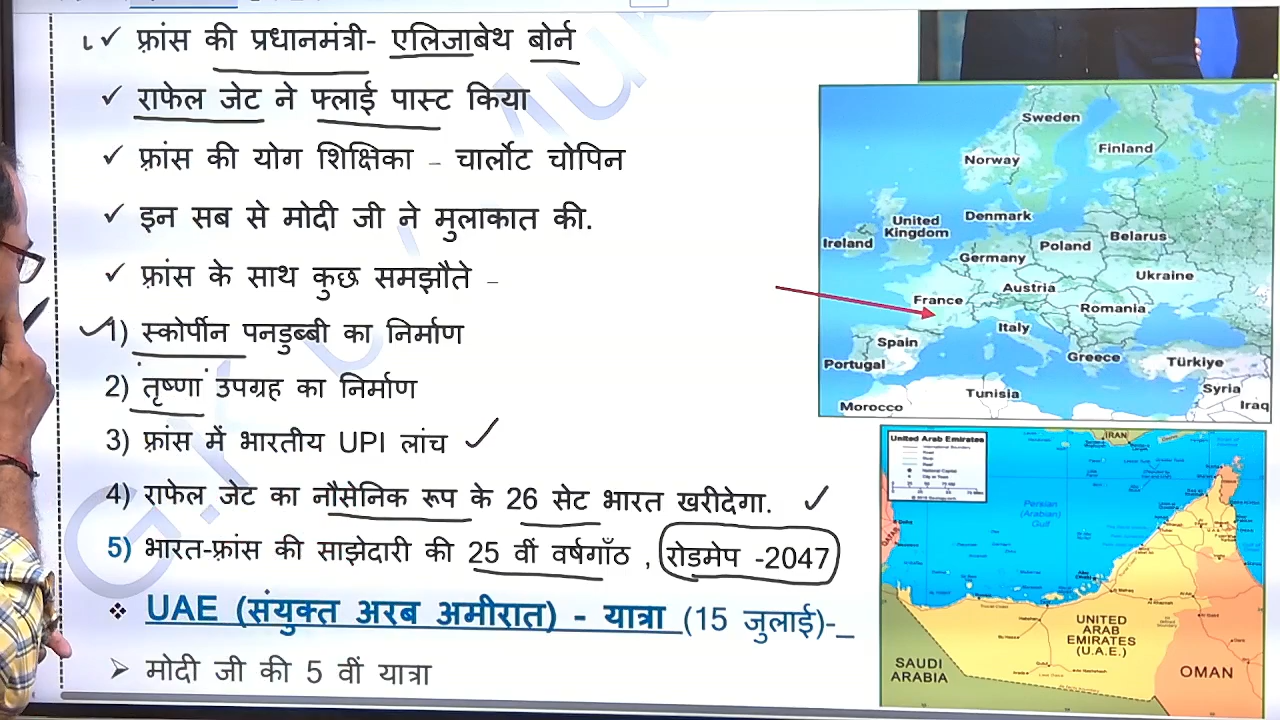 ✓ फ्रांस की प्रधानमंत्री- एलिजाबेथ बोर्न
✓ राफेल जेट ने फ्लाई पास्ट किया
✓ फ्रांस की योग शिक्षिका – चार्लोट चोपिन
✓ इन सब से मोदी जी ने मुलाकात की.
✓ फ्रांस के साथ कुछ समझौते –
1) स्कोर्पीन पनडुब्बी का निर्माण
2) तृष्णा उपग्रह का निर्माण
3) फ्रांस में भारतीय UPI लांच
4) राफेल जेट का नौसेनिक रूप के 26 सेट भारत खरीदेगा.
5) भारत-फ्रांस की साझेदारी की 25 वीं वर्षगाँठ , रोडमेप -2047
❖ UAE (संयुक्त अरब अमीरात) - यात्रा (15 जुलाई)-
➢ मोदी जी की 5 वीं यात्रा
Sweden
Norway
Finland
Denmark
United Kingdom
Ireland
Belarus
Poland
Germany
Ukraine
Austria
France
Romania
Italy
Spain
Greece
Portugal
Türkiye
Syria
Tunisia
Iraq
Morocco
United Arab Emirates
IRAN
Persian
(Arabian)
Gulf
UNITED
ARAB
EMIRATES
(U.A.E.)
SAUDI
ARABIA
OMAN